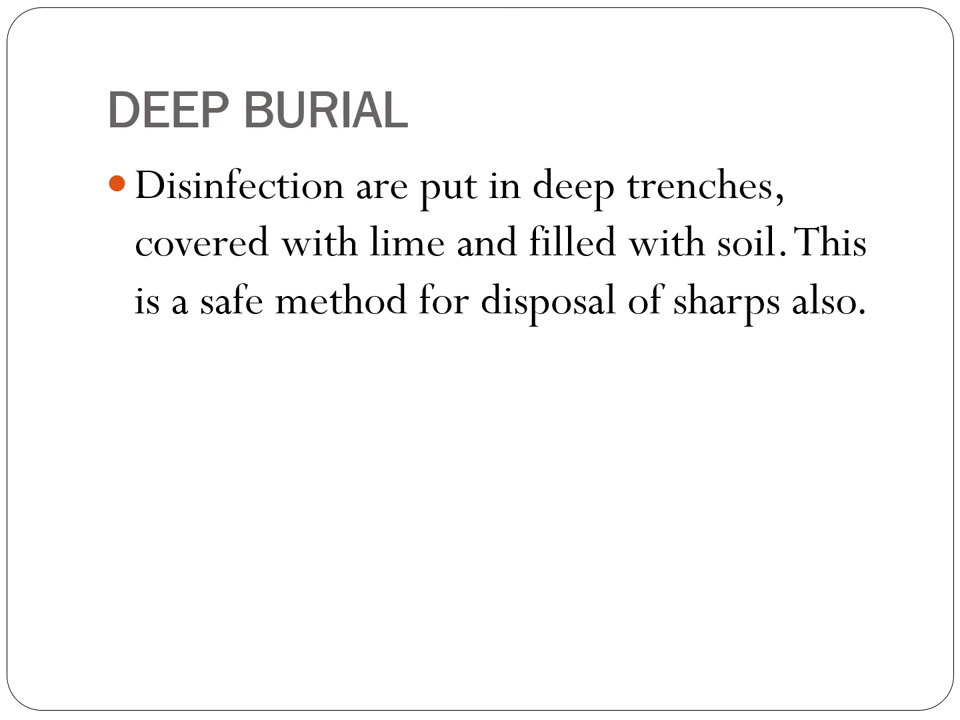 DEEP BURIAL
Disinfection are put in deep trenches,
covered with lime and filled with soil. This
is a safe method for disposal of sharps also.